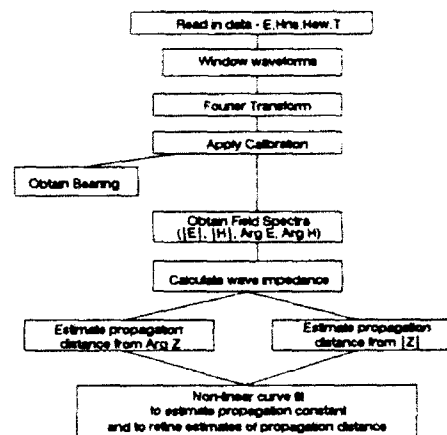 Read in data - E,Hns,Hew,T
Window waveforms
Fourier Transform
Apply Calibration
Obtain Bearing
Obtain Field Spectra
(|E|, |H|, Arg E, Arg H)
Calculate wave impedance
Estimate propagation
distance from Arg Z
Estimate propagation
distance from |Z|
Non-linear curve fit
to estimate propagation constant
and to refine estimates of propagation distance